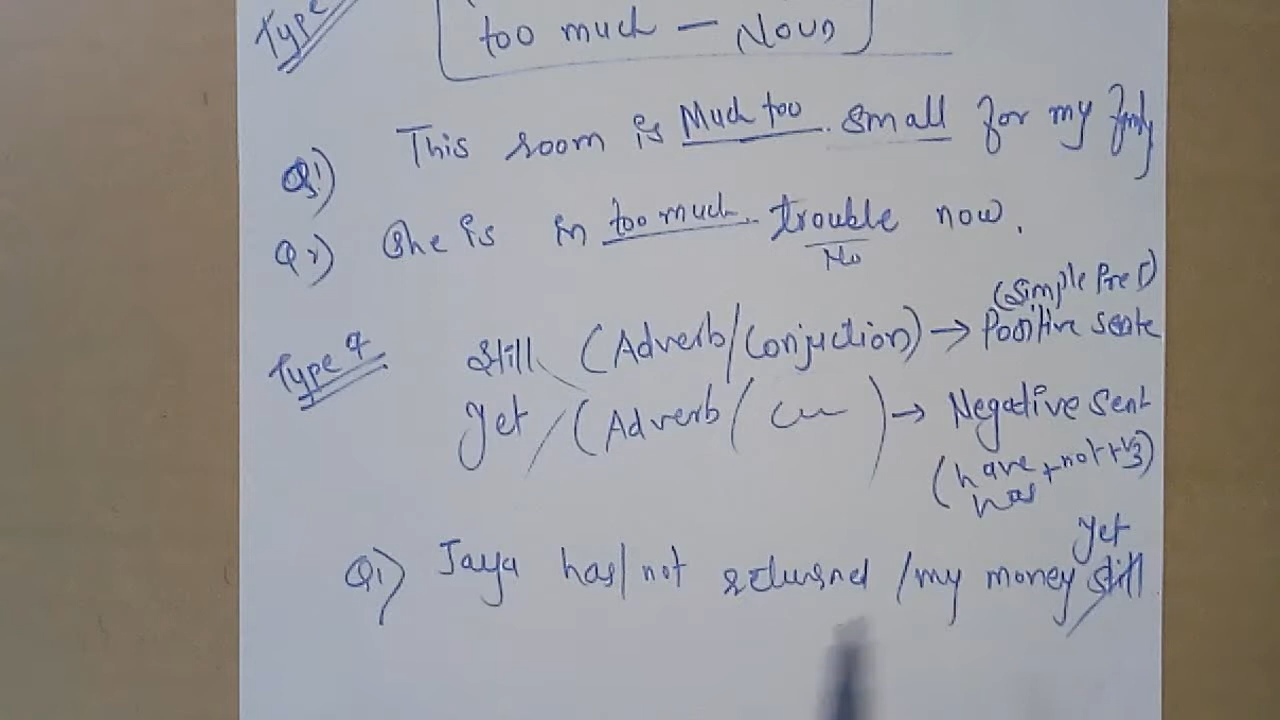 Type
too much — Noun
Q1) This room is Much too small for my fmly
Q2) She is in too much trouble now.
No
(Simple Pre)
Type 4 Still (Adverb/Conjuction) → Positive sente
Yet / (Adverb / ) → Negative Sent
(have + not + V3)
has
yet
Q1) Jaya has/ not returned /my money still